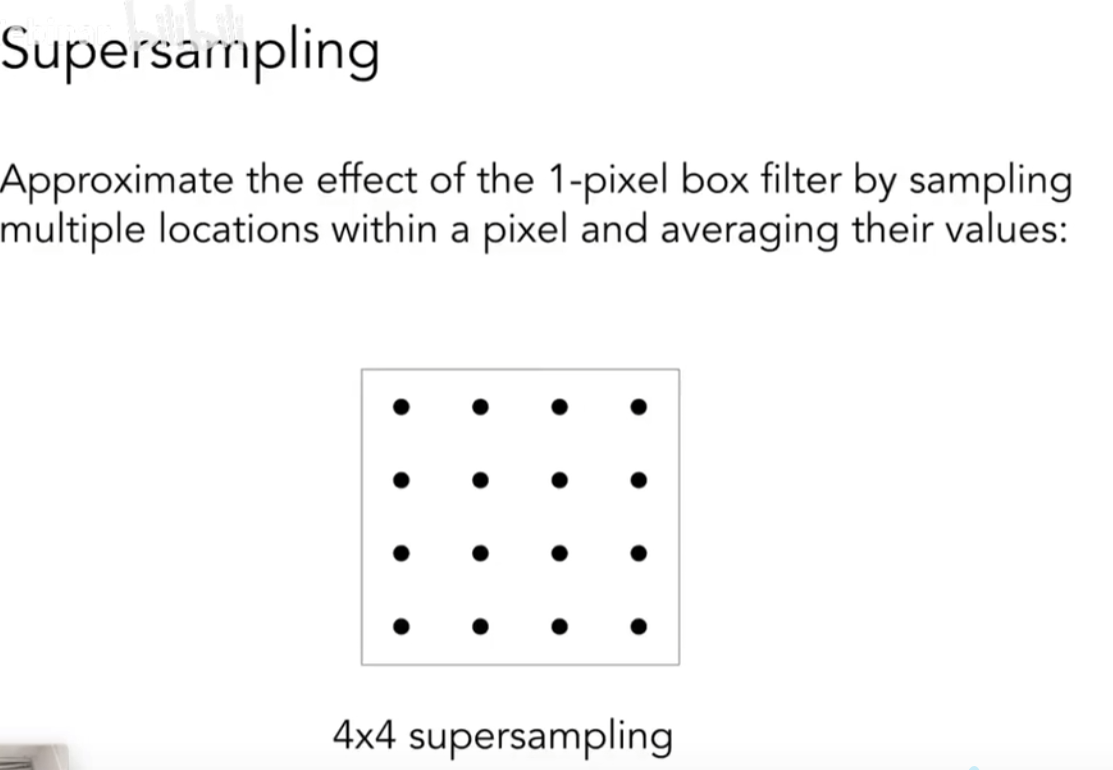 Supersampling
Approximate the effect of the 1-pixel box filter by sampling
multiple locations within a pixel and averaging their values:
4x4 supersampling